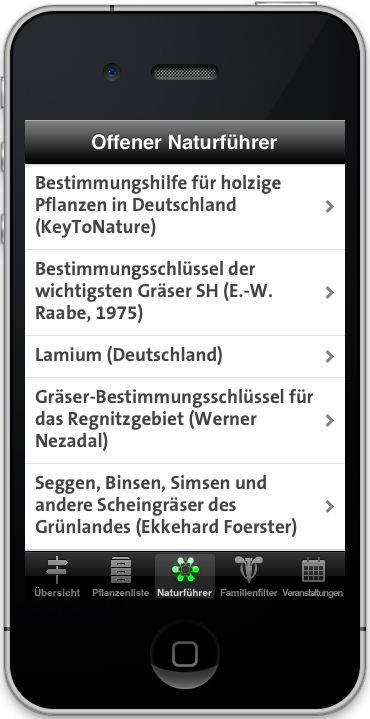 Offener Naturführer
Bestimmungshilfe für holzige
Pflanzen in Deutschland
(KeyToNature)
Bestimmungsschlüssel der
wichtigsten Gräser SH (E.-W.
Raabe, 1975)
Lamium (Deutschland)
Gräser-Bestimmungsschlüssel für
das Regnitzgebiet (Werner
Nezadal)
Seggen, Binsen, Simsen und
andere Scheingräser des
Grünlandes (Ekkehard Foerster)
Übersicht Pflanzenliste Naturführer Familienfilter Veranstaltungen